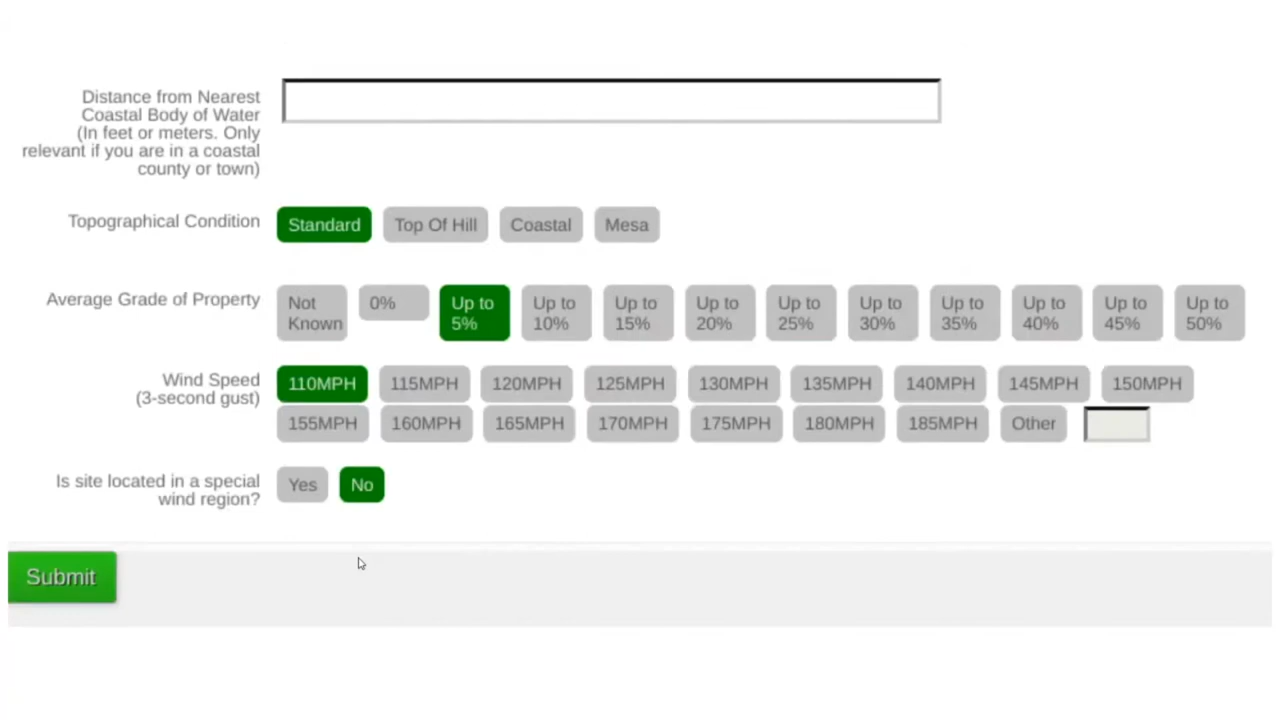 Distance from Nearest
Coastal Body of Water
(In feet or meters. Only
relevant if you are in a coastal
county or town)
Topographical Condition Standard Top Of Hill Coastal Mesa
Average Grade of Property Not Known 0% Up to 5% Up to 10% Up to 15% Up to 20% Up to 25% Up to 30% Up to 35% Up to 40% Up to 45% Up to 50%
Wind Speed 110MPH 115MPH 120MPH 125MPH 130MPH 135MPH 140MPH 145MPH 150MPH
(3-second gust) 155MPH 160MPH 165MPH 170MPH 175MPH 180MPH 185MPH Other
Is site located in a special Yes No
wind region?
Submit